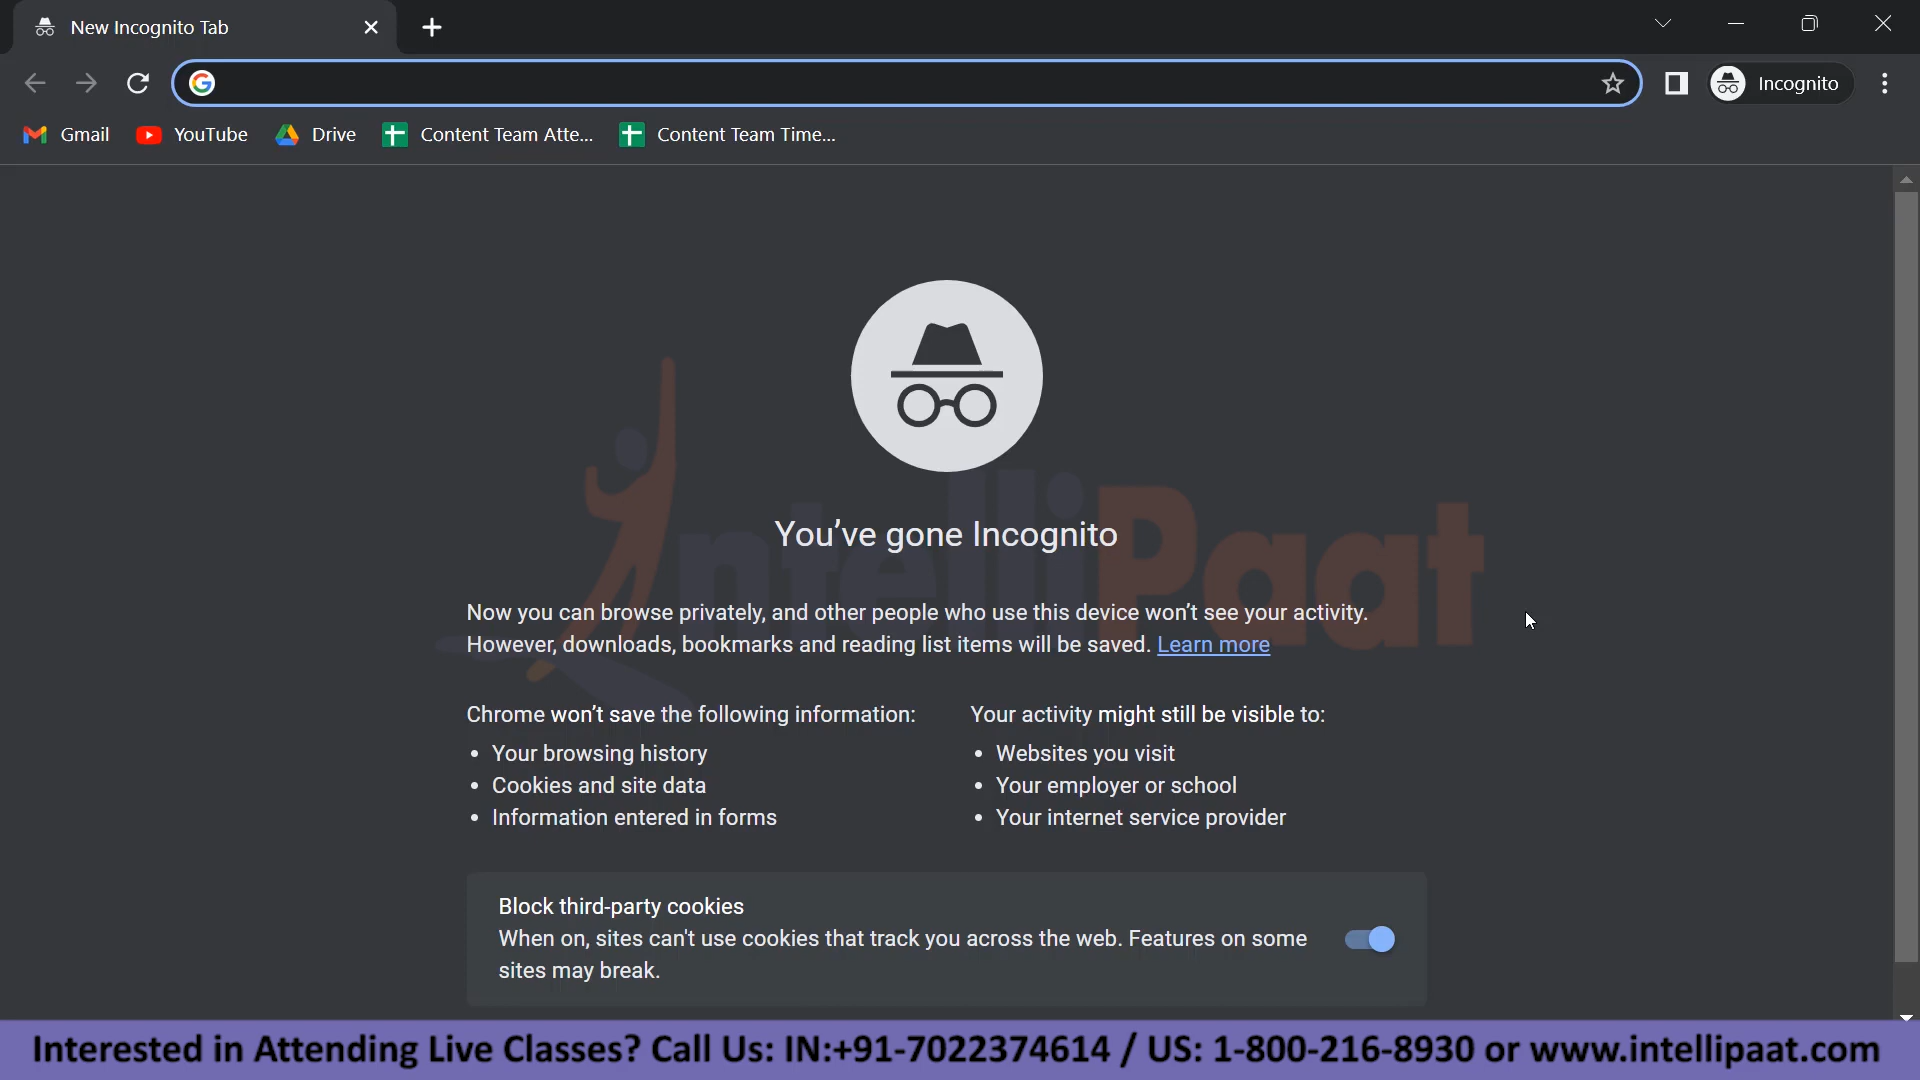 New Incognito Tab
Incognito
Gmail YouTube Drive Content Team Atte... Content Team Time...
IntelliPaat
You've gone Incognito
Now you can browse privately, and other people who use this device won't see your activity.
However, downloads, bookmarks and reading list items will be saved. Learn more
Chrome won't save the following information:
• Your browsing history
• Cookies and site data
• Information entered in forms
Your activity might still be visible to:
• Websites you visit
• Your employer or school
• Your internet service provider
Block third-party cookies
When on, sites can't use cookies that track you across the web. Features on some
sites may break.
Interested in Attending Live Classes? Call Us: IN:+91-7022374614 / US: 1-800-216-8930 or www.intellipaat.com